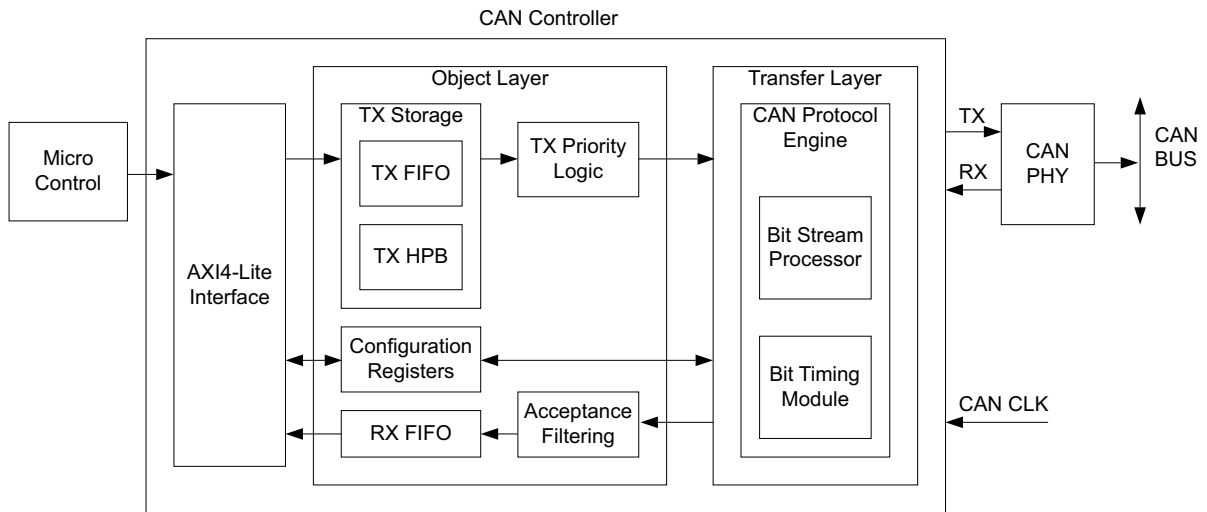 CAN Controller
Object Layer
Transfer Layer
Micro
Control
AXI4-Lite
Interface
TX Storage
TX FIFO
TX HPB
TX Priority
Logic
Configuration
Registers
RX FIFO
Acceptance
Filtering
CAN Protocol
Engine
Bit Stream
Processor
Bit Timing
Module
TX
RX
CAN
PHY
CAN
BUS
CAN CLK